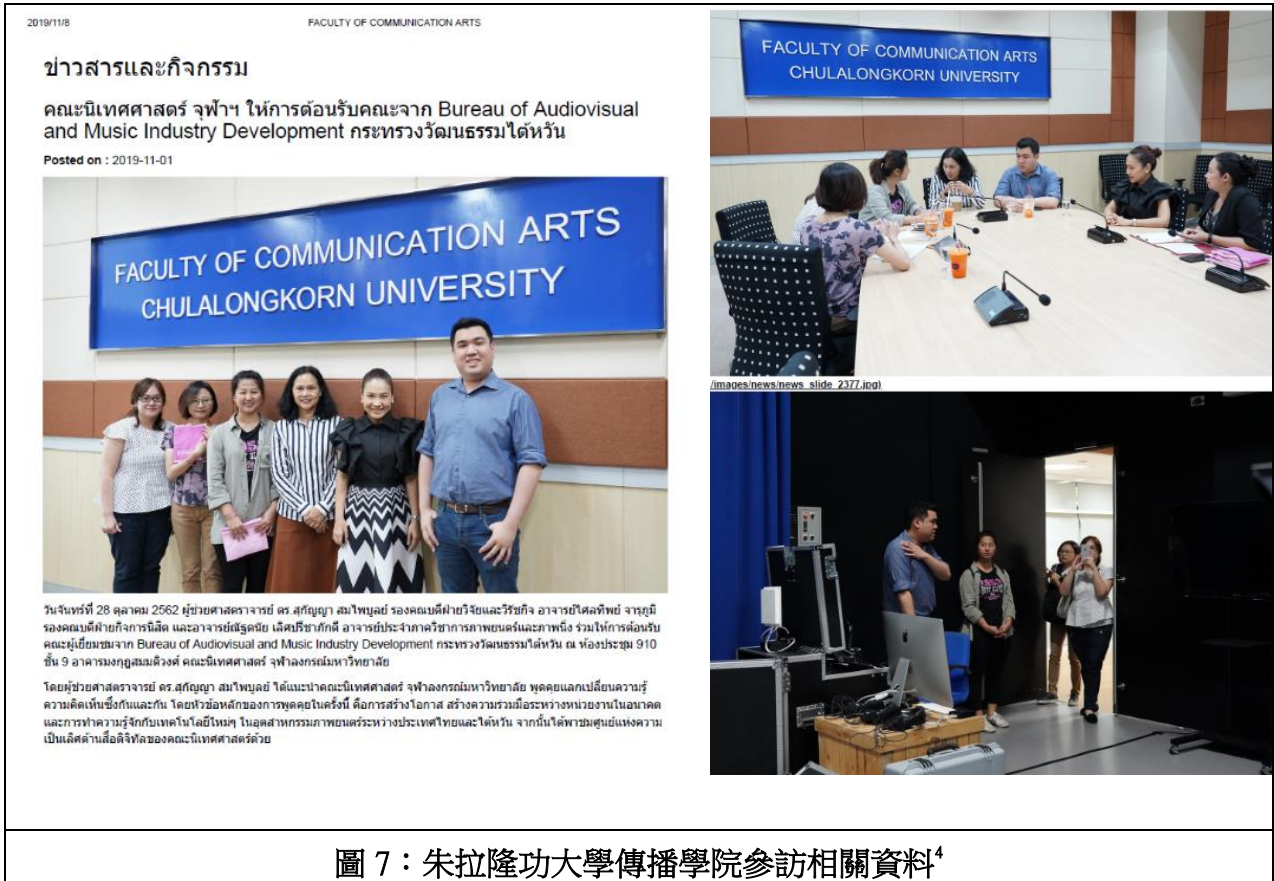 2019/11/8
FACULTY OF COMMUNICATION ARTS
ข่าวสารและกิจกรรม
คณะนิเทศศาสตร์ จุฬาฯ ให้การต้อนรับคณะจาก Bureau of Audiovisual
and Music Industry Development กระทรวงวัฒนธรรมไต้หวัน
Posted on : 2019-11-01
FACULTY OF COMMUNICATION ARTS
CHULALONGKORN UNIVERSITY
วันจันทร์ที่ 28 ตุลาคม 2562 ผู้ช่วยศาสตราจารย์ ดร.สุกัญญา สมไพบูลย์ รองคณบดีฝ่ายวิจัยและวิรัชกิจ อาจารย์ไศลทิพย์ จารุภูมิ
รองคณบดีฝ่ายกิจการนิสิต และอาจารย์ณัฐดนัย เลิศปรีชาภักดี อาจารย์ประจำภาควิชาการภาพยนตร์และภาพนิ่ง ร่วมให้การต้อนรับ
คณะผู้เยี่ยมชมจาก Bureau of Audiovisual and Music Industry Development กระทรวงวัฒนธรรมไต้หวัน ณ ห้องประชุม 910
ชั้น 9 อาคารมงกุฎสมมติวงศ์ คณะนิเทศศาสตร์ จุฬาลงกรณ์มหาวิทยาลัย
โดยผู้ช่วยศาสตราจารย์ ดร.สุกัญญา สมไพบูลย์ ได้แนะนำคณะนิเทศศาสตร์ จุฬาลงกรณ์มหาวิทยาลัย พูดคุยแลกเปลี่ยนความรู้
ความคิดเห็นซึ่งกันและกัน โดยหัวข้อหลักของการพูดคุยในครั้งนี้ คือการสร้างโอกาส สร้างความร่วมมือระหว่างหน่วยงานในอนาคต
และการทำความรู้จักกับเทคโนโลยีใหม่ๆ ในอุตสาหกรรมภาพยนตร์ระหว่างประเทศไทยและไต้หวัน จากนั้นได้พาชมศูนย์แห่งความ
เป็นเลิศด้านสื่อดิจิทัลของคณะนิเทศศาสตร์ด้วย
FACULTY OF COMMUNICATION ARTS
CHULALONGKORN UNIVERSITY
/images/news/news_slide_2377.jpg)
圖 7：朱拉隆功大學傳播學院參訪相關資料4